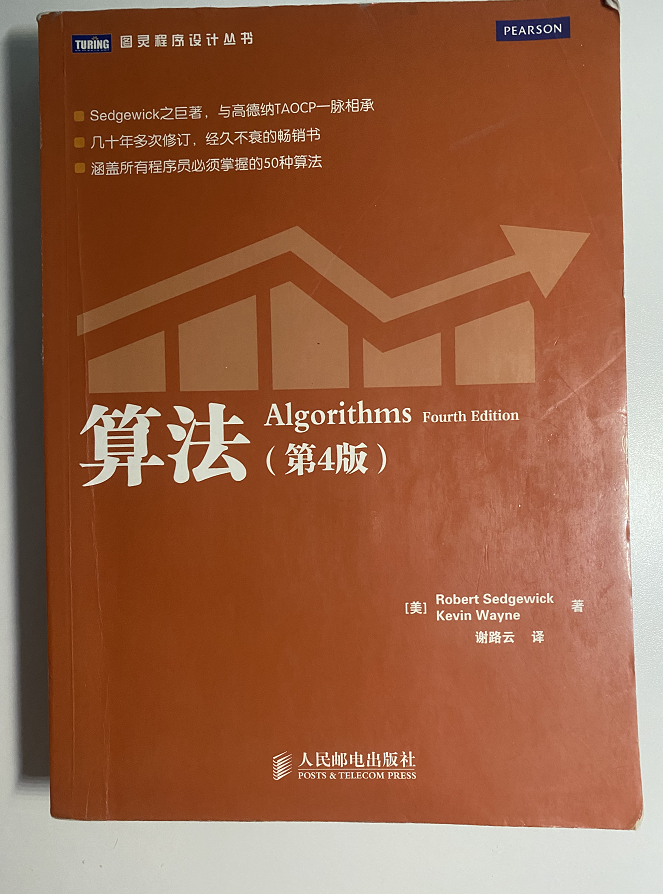 TURING 图灵程序设计丛书
PEARSON
Sedgewick之巨著，与高德纳TAOCP一脉相承
几十年多次修订，经久不衰的畅销书
涵盖所有程序员必须掌握的50种算法
算法
Algorithms Fourth Edition
（第4版）
[美] Robert Sedgewick
Kevin Wayne 著
谢路云 译
人民邮电出版社
POSTS & TELECOM PRESS